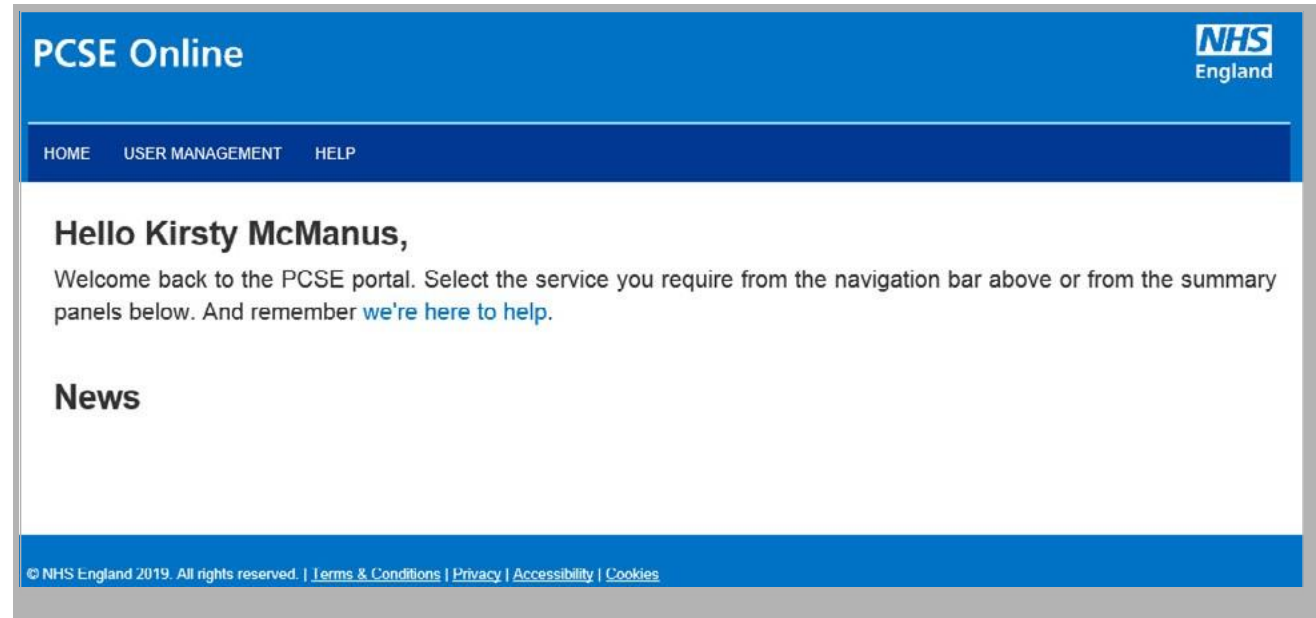 PCSE Online
NHS
England
HOME USER MANAGEMENT HELP
Hello Kirsty McManus,
Welcome back to the PCSE portal. Select the service you require from the navigation bar above or from the summary
panels below. And remember we're here to help.
News
© NHS England 2019. All rights reserved. | Terms & Conditions | Privacy | Accessibility | Cookies